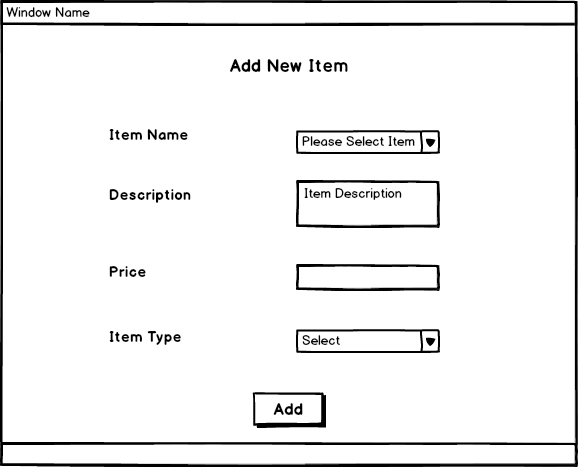 Window Name
Add New Item
Item Name
Please Select Item
Description
Item Description
Price
Item Type
Select
Add